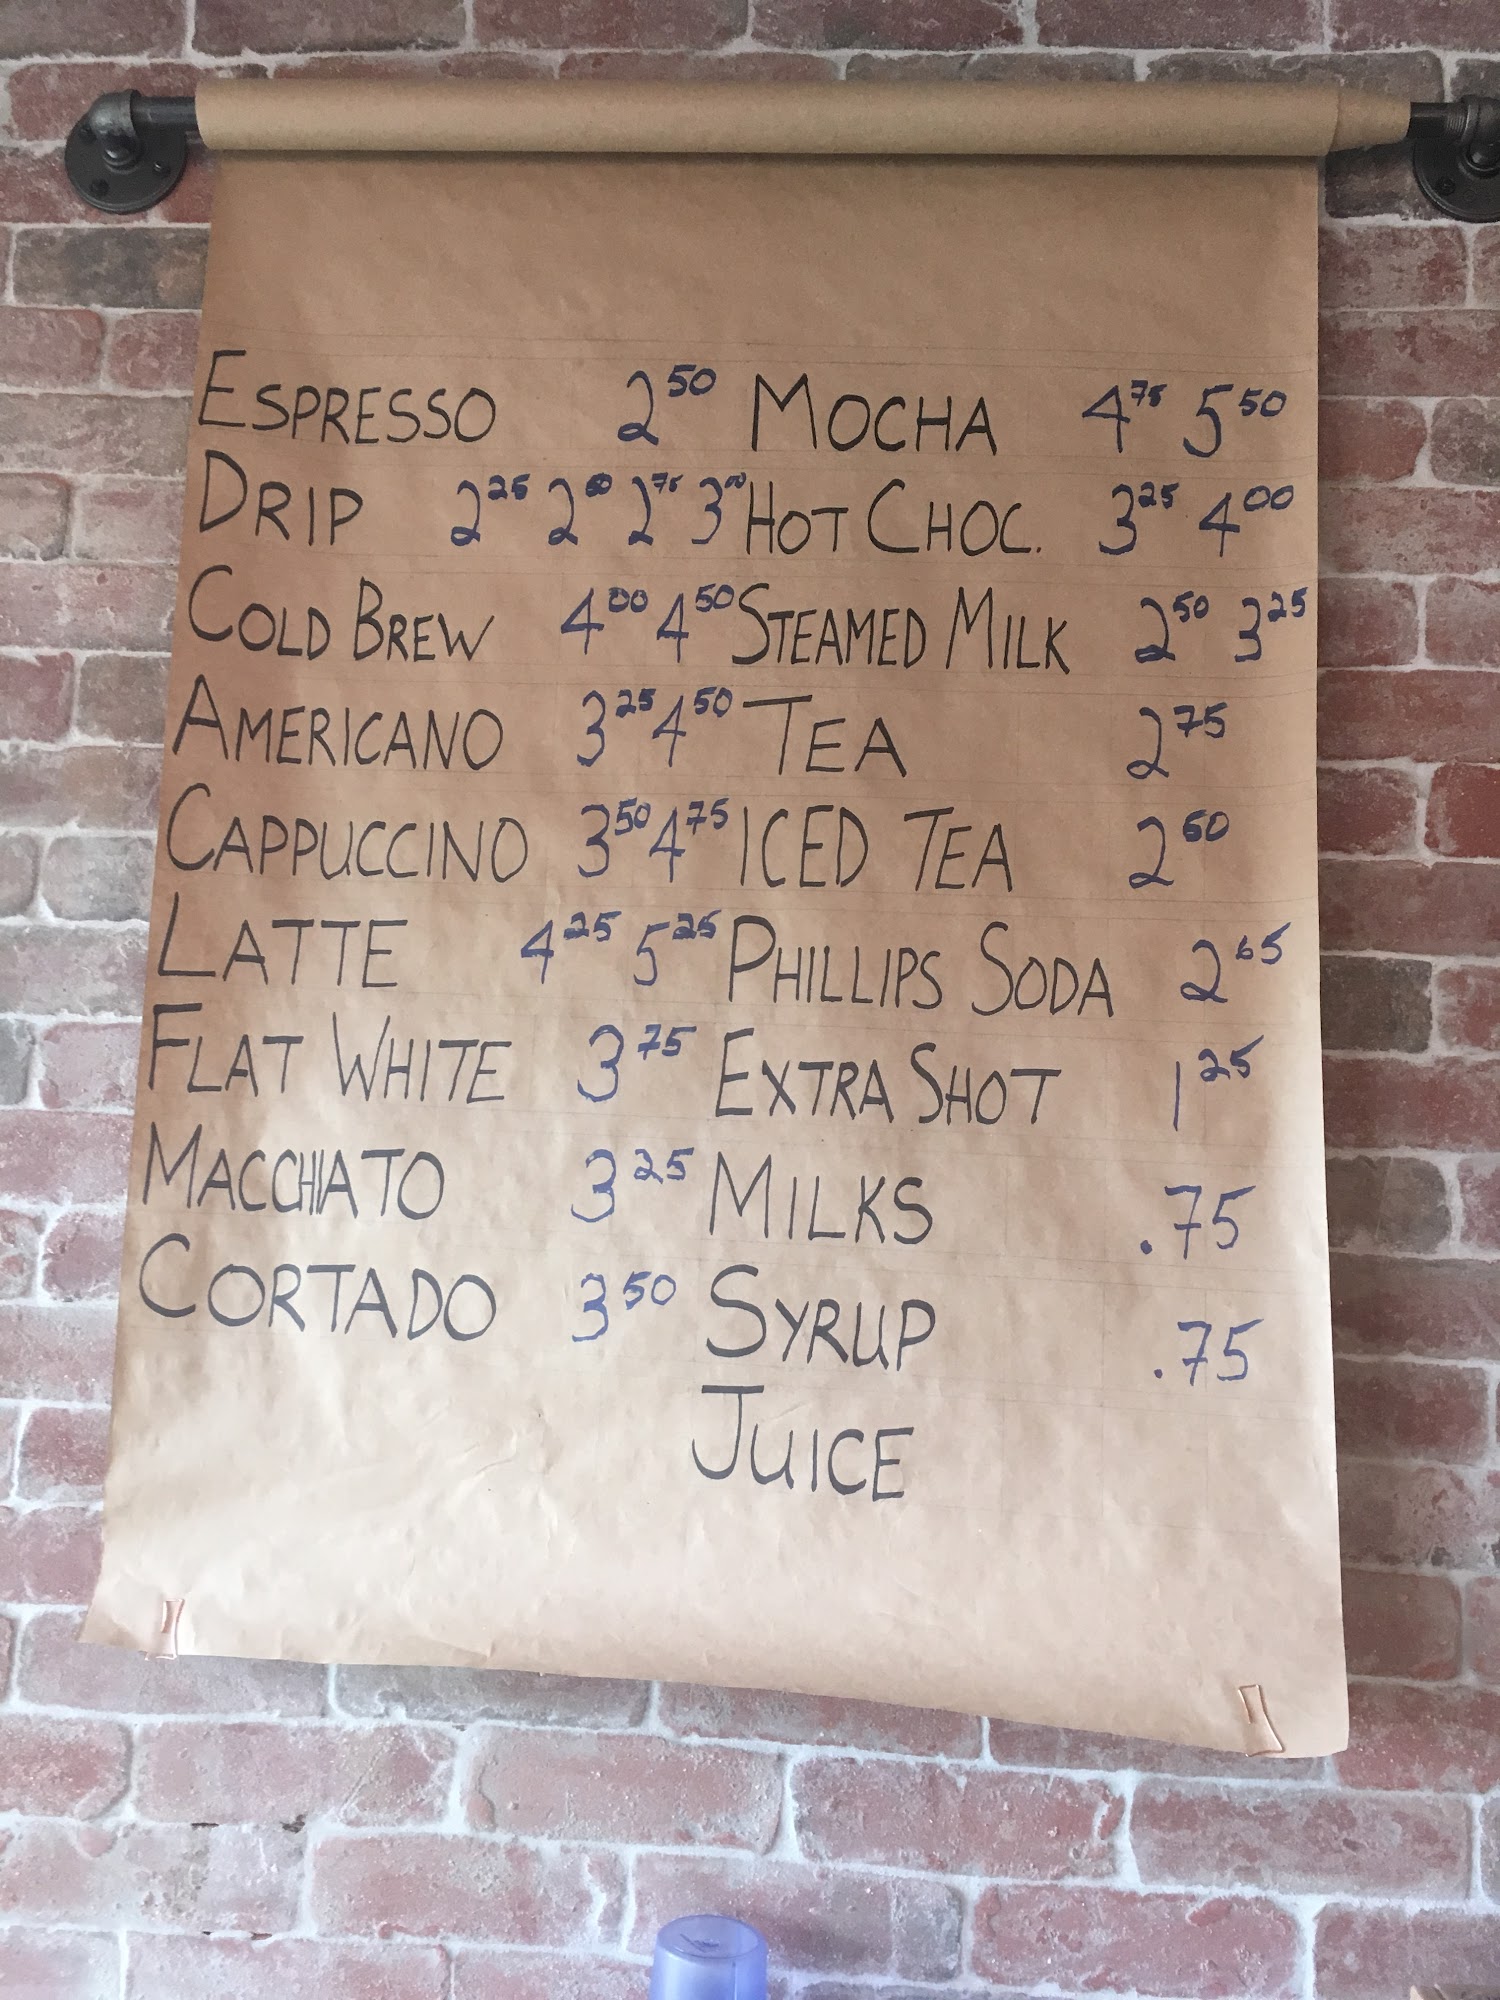 ESPRESSO 2 50
DRIP 2 25 2 50 2 75 3 00
COLD BREW 4 00 4 50
AMERICANO 3 25 4 50
CAPPUCCINO 3 50 4 75
LATTE 4 25 5 25
FLAT WHITE 3 75
MACCHIATO 3 25
CORTADO 3 50
MOCHA 4 75 5 50
HOT CHOC. 3 25 4 00
STEAMED MILK 2 50 3 25
TEA 2 75
ICED TEA 2 50
PHILLIPS SODA 2 65
EXTRA SHOT 1 25
MILKS .75
SYRUP .75
JUICE